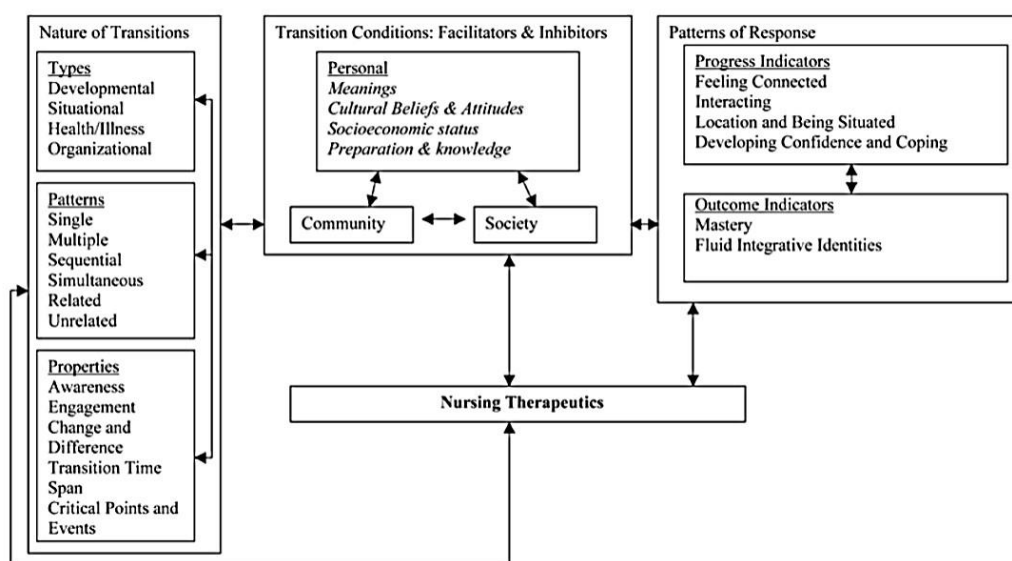 Nature of Transitions
Types
Developmental
Situational
Health/Illness
Organizational
Patterns
Single
Multiple
Sequential
Simultaneous
Related
Unrelated
Properties
Awareness
Engagement
Change and
Difference
Transition Time
Span
Critical Points and
Events
Transition Conditions: Facilitators & Inhibitors
Personal
Meanings
Cultural Beliefs & Attitudes
Socioeconomic status
Preparation & knowledge
Community
Society
Patterns of Response
Progress Indicators
Feeling Connected
Interacting
Location and Being Situated
Developing Confidence and Coping
Outcome Indicators
Mastery
Fluid Integrative Identities
Nursing Therapeutics